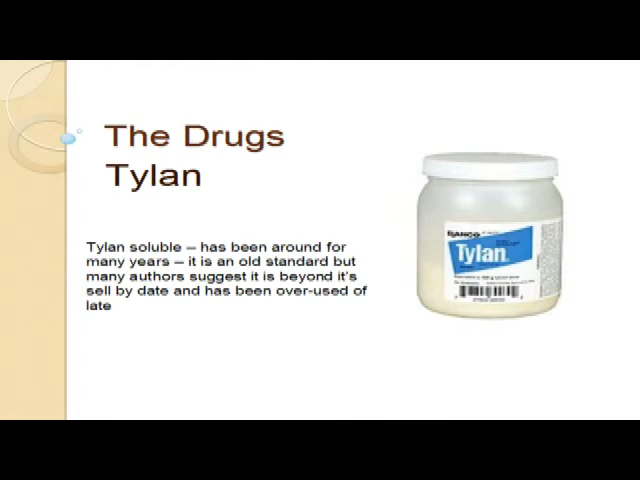 The Drugs
Tylan
Tylan soluble – has been around for
many years – it is an old standard but
many authors suggest it is beyond it's
sell by date and has been over-used of
late
Tylan